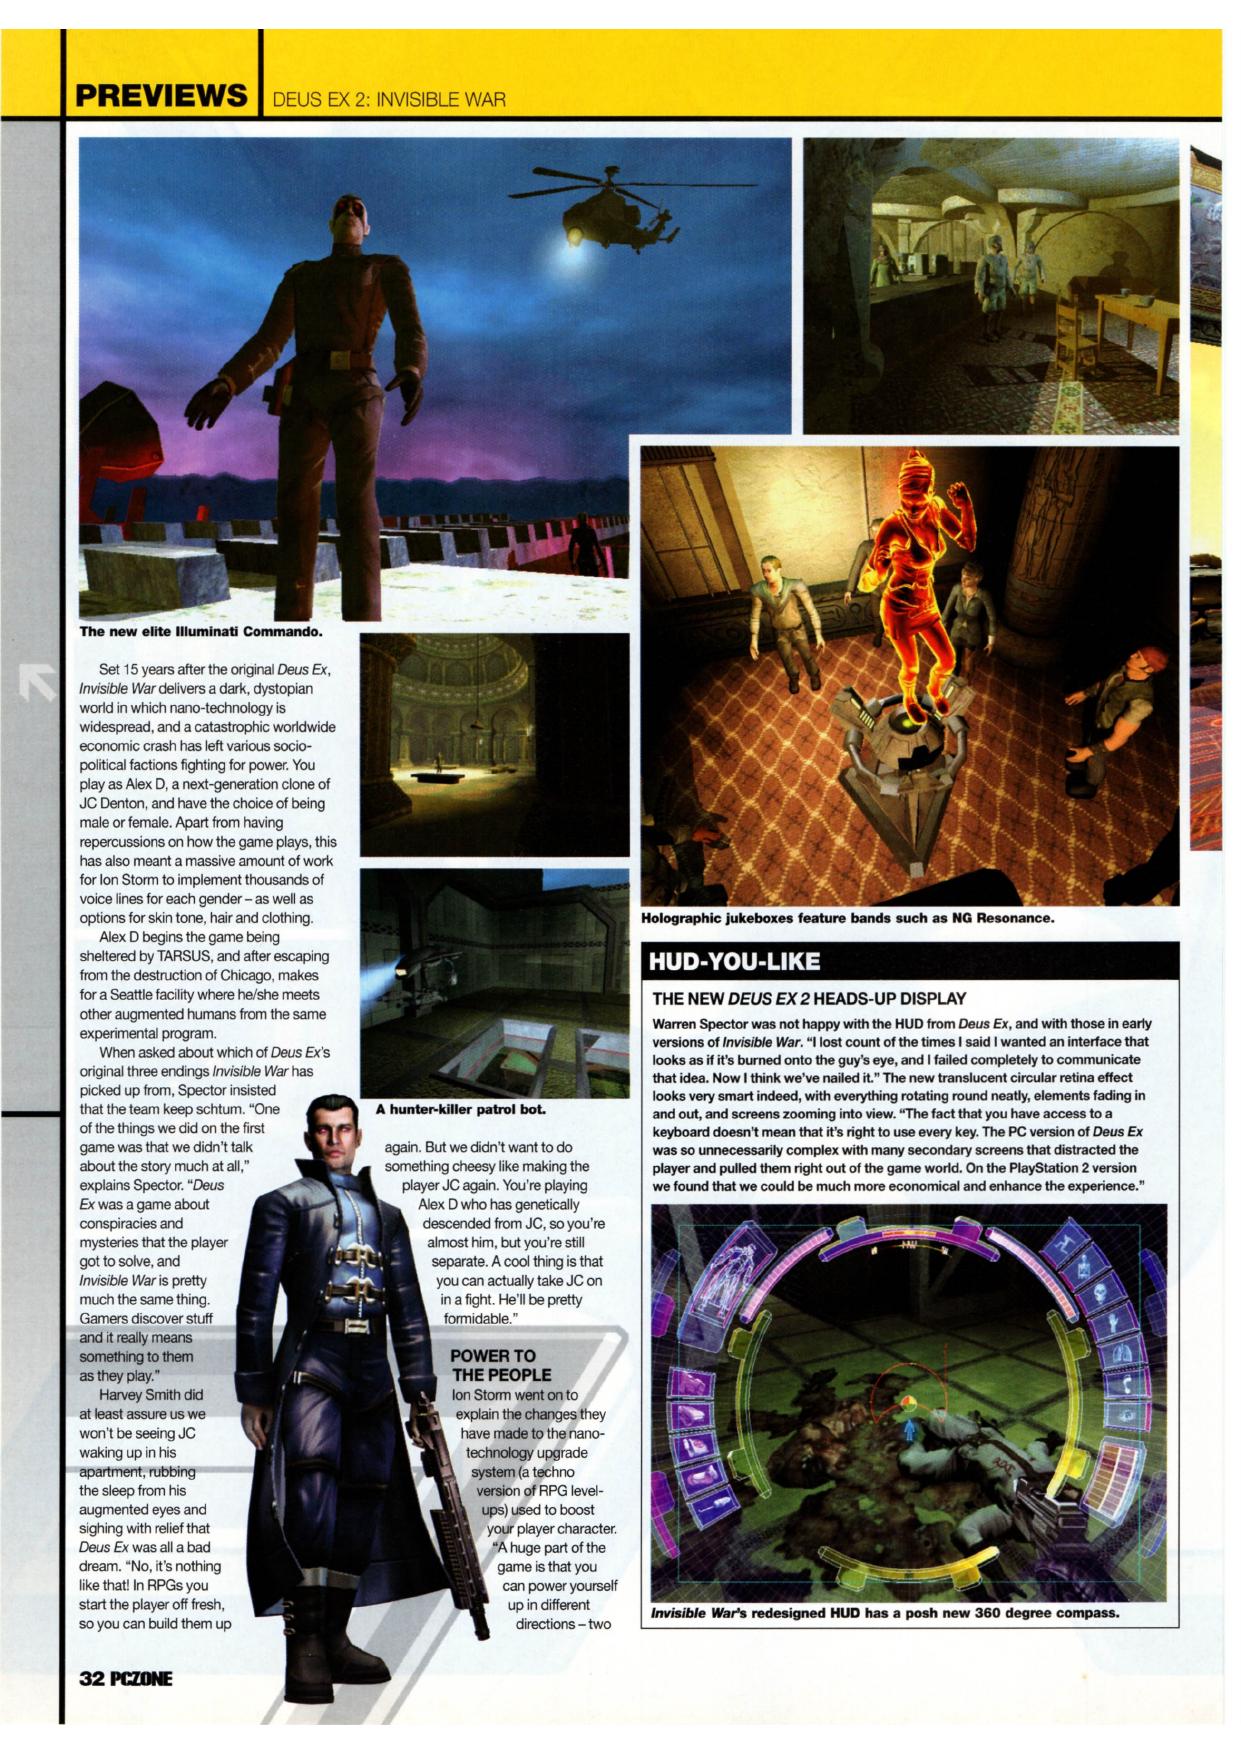 PREVIEWS
DEUS EX 2: INVISIBLE WAR
The new elite Illuminati Commando.
Set 15 years after the original Deus Ex,
Invisible War delivers a dark, dystopian
world in which nano-technology is
widespread, and a catastrophic worldwide
economic crash has left various socio-
political factions fighting for power. You
play as Alex D, a next-generation clone of
JC Denton, and have the choice of being
male or female. Apart from having
repercussions on how the game plays, this
has also meant a massive amount of work
for Ion Storm to implement thousands of
voice lines for each gender – as well as
options for skin tone, hair and clothing.
Alex D begins the game being
sheltered by TARSUS, and after escaping
from the destruction of Chicago, makes
for a Seattle facility where he/she meets
other augmented humans from the same
experimental program.
When asked about which of Deus Ex's
original three endings Invisible War has
picked up from, Spector insisted
that the team keep schtum. "One
of the things we did on the first
game was that we didn't talk
about the story much at all,"
explains Spector. "Deus
Ex was a game about
conspiracies and
mysteries that the player
got to solve, and
Invisible War is pretty
much the same thing.
Gamers discover stuff
and it really means
something to them
as they play."
Harvey Smith did
at least assure us we
won't be seeing JC
waking up in his
apartment, rubbing
the sleep from his
augmented eyes and
sighing with relief that
Deus Ex was all a bad
dream. "No, it's nothing
like that! In RPGs you
start the player off fresh,
so you can build them up
A hunter-killer patrol bot.
again. But we didn't want to do
something cheesy like making the
player JC again. You're playing
Alex D who has genetically
descended from JC, so you're
almost him, but you're still
separate. A cool thing is that
you can actually take JC on
in a fight. He'll be pretty
formidable."
POWER TO
THE PEOPLE
Ion Storm went on to
explain the changes they
have made to the nano-
technology upgrade
system (a techno
version of RPG level-
ups) used to boost
your player character.
"A huge part of the
game is that you
can power yourself
up in different
directions – two
Holographic jukeboxes feature bands such as NG Resonance.
HUD-YOU-LIKE
THE NEW DEUS EX 2 HEADS-UP DISPLAY
Warren Spector was not happy with the HUD from Deus Ex, and with those in early
versions of Invisible War. "I lost count of the times I said I wanted an interface that
looks as if it's burned onto the guy's eye, and I failed completely to communicate
that idea. Now I think we've nailed it." The new translucent circular retina effect
looks very smart indeed, with everything rotating round neatly, elements fading in
and out, and screens zooming into view. "The fact that you have access to a
keyboard doesn't mean that it's right to use every key. The PC version of Deus Ex
was so unnecessarily complex with many secondary screens that distracted the
player and pulled them right out of the game world. On the PlayStation 2 version
we found that we could be much more economical and enhance the experience."
Invisible War's redesigned HUD has a posh new 360 degree compass.
32 PCZONE